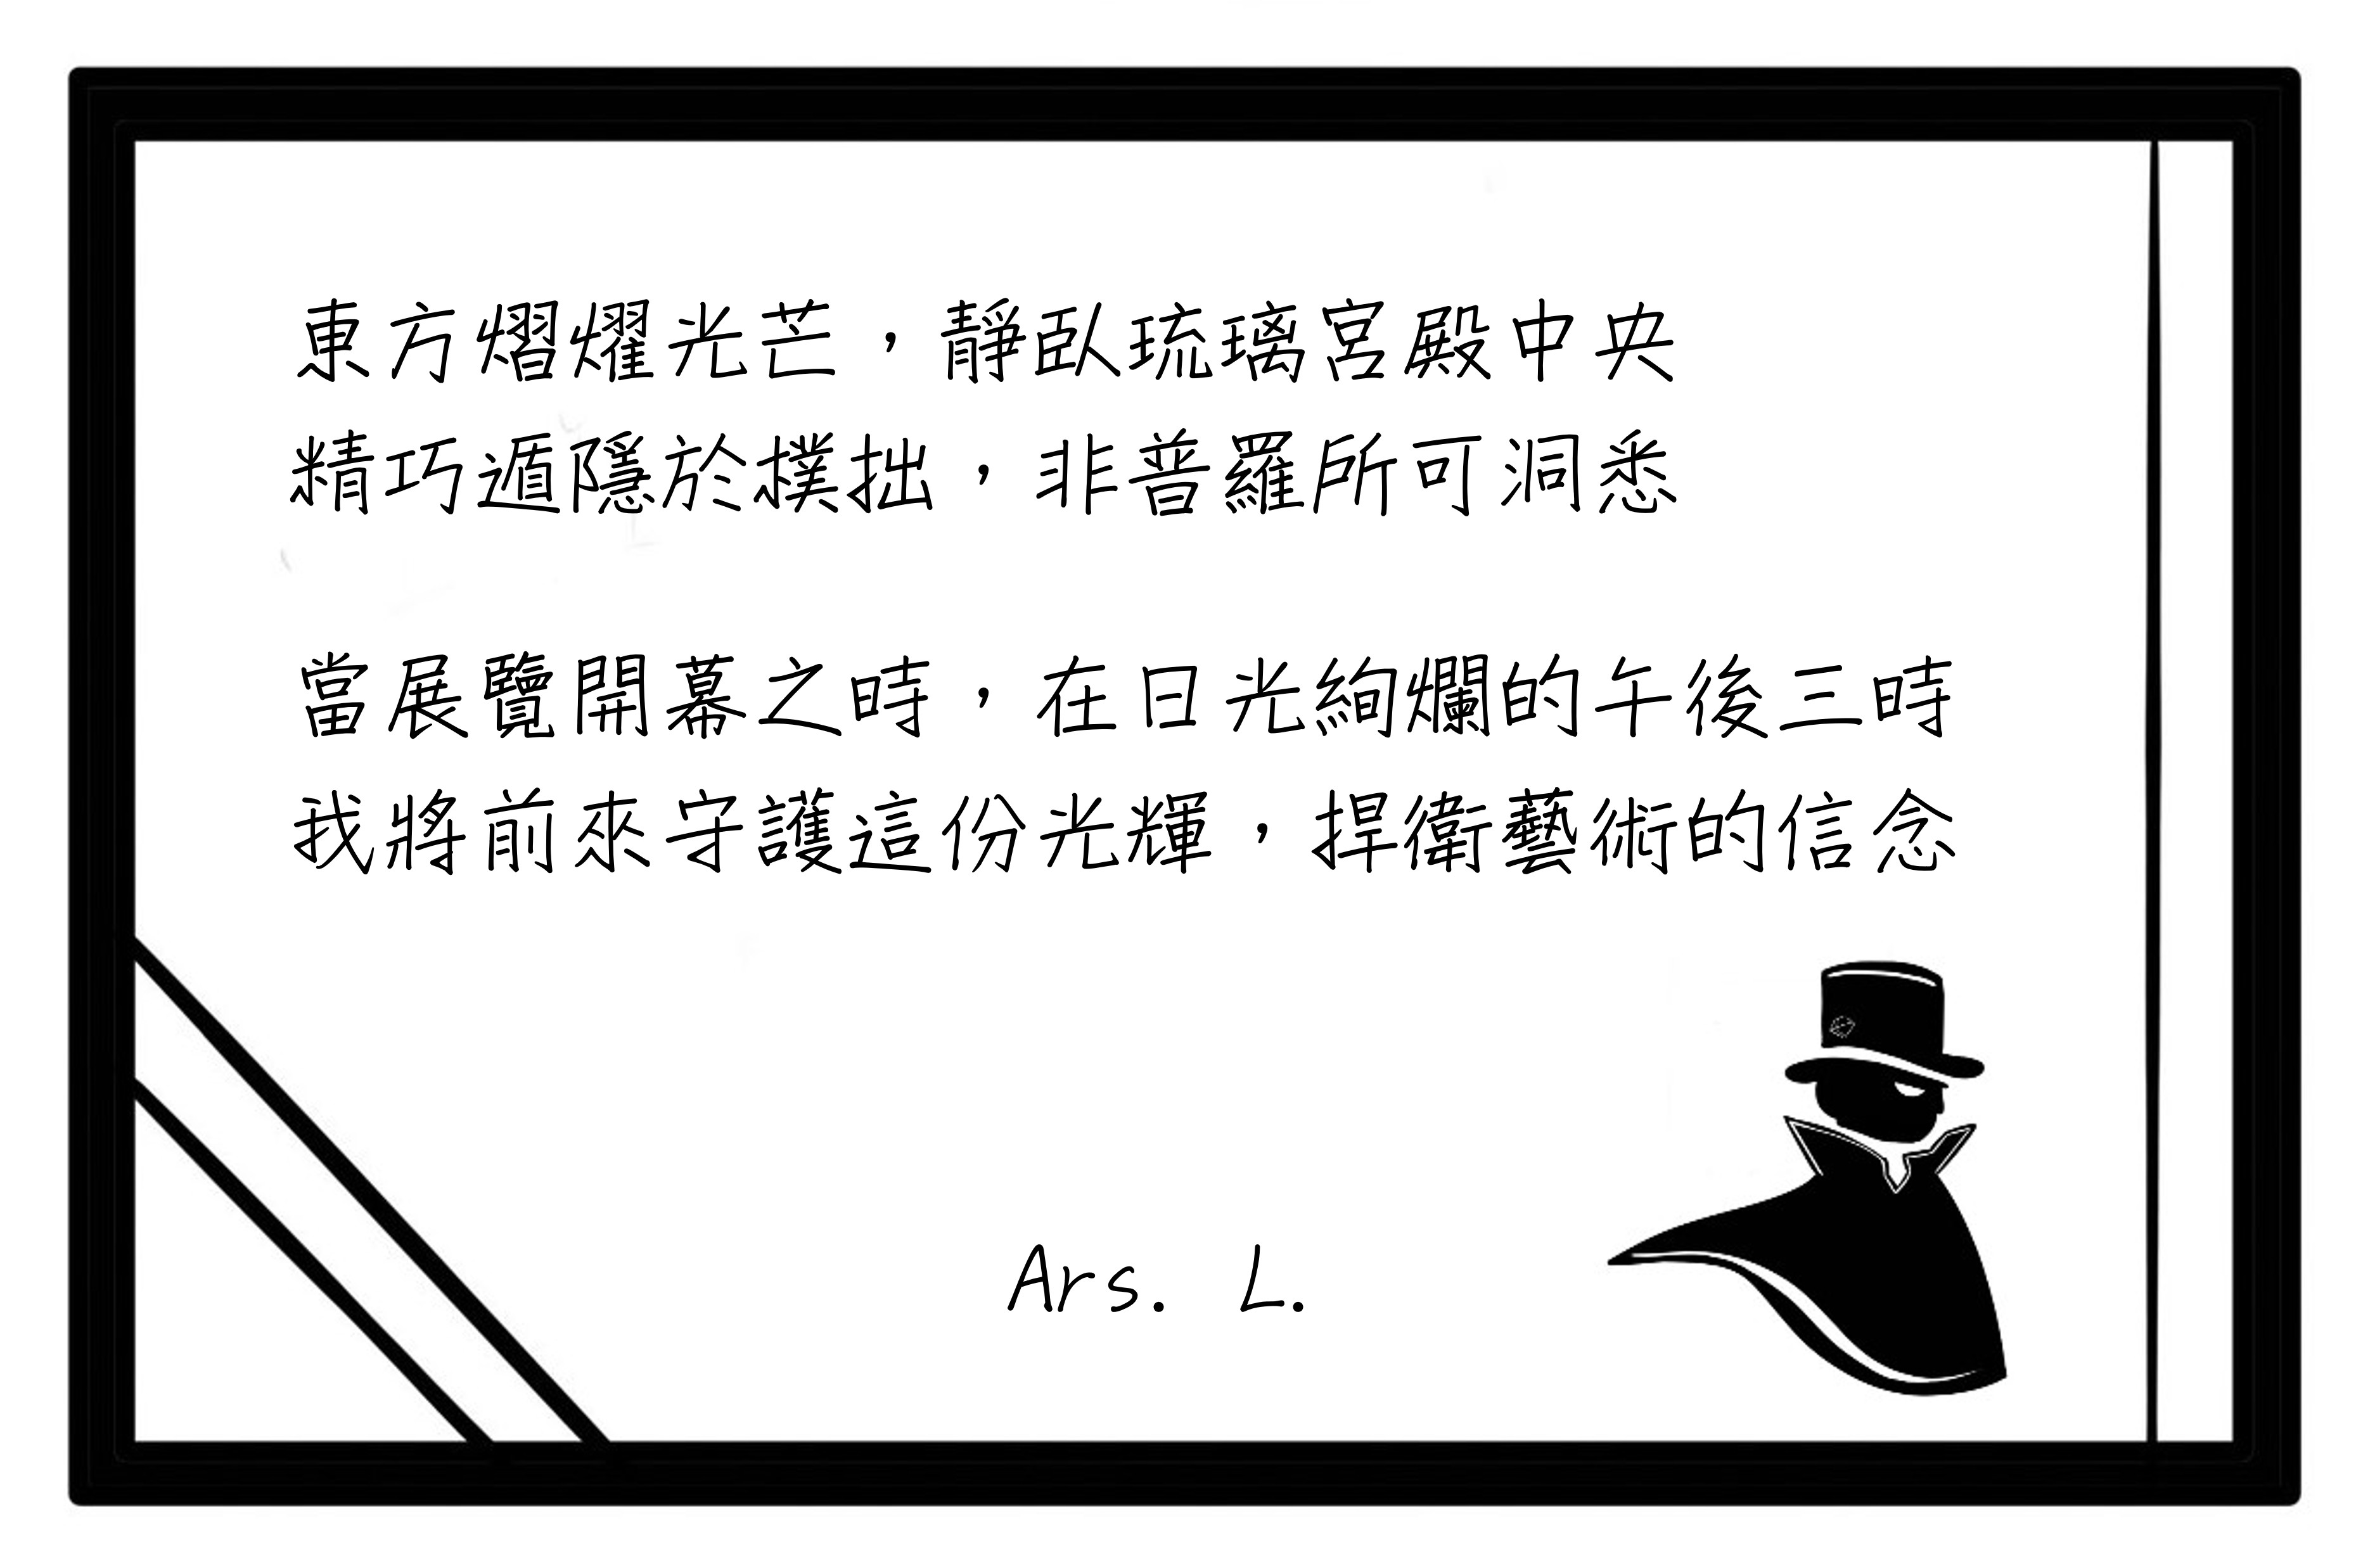 東方熠燿光芒，靜臥琉璃宮殿中央
精巧遁隱於樸拙，非普羅所可洞悉
當展覽開幕之時，在日光絢爛的午後三時
我將前來守護這份光輝，捍衛藝術的信念
Ars. L.